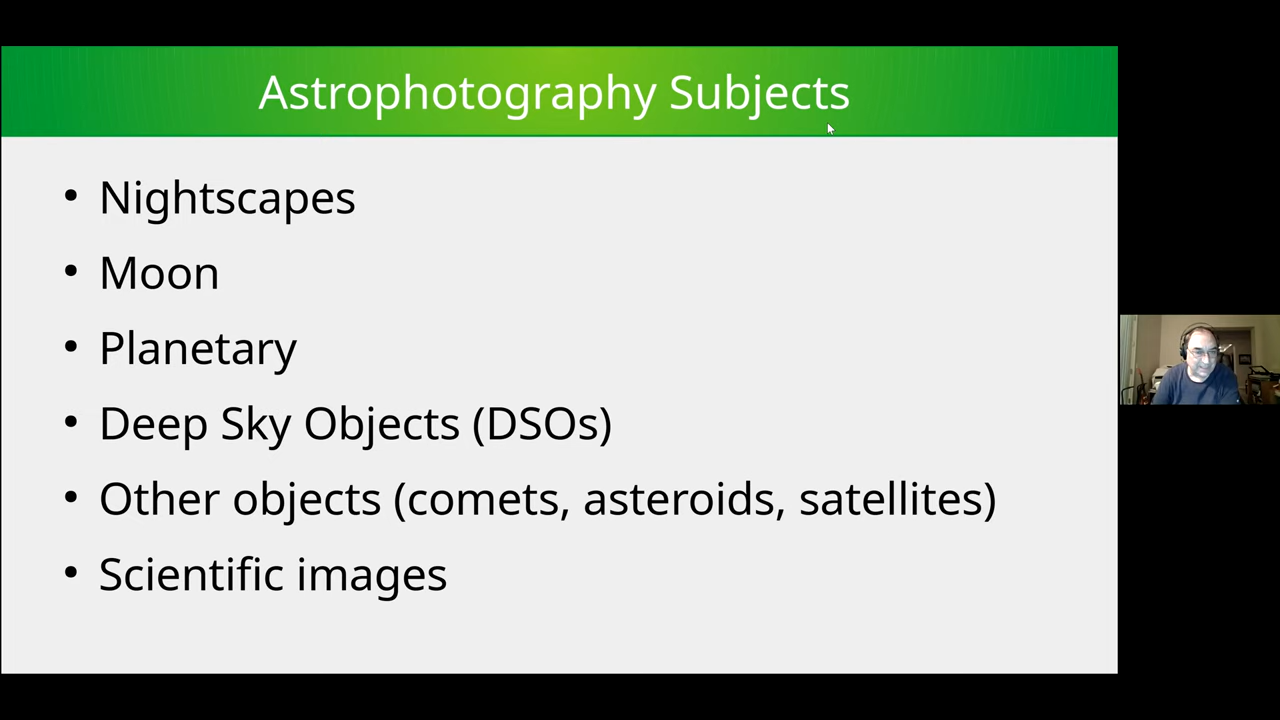 Astrophotography Subjects
• Nightscapes
• Moon
• Planetary
• Deep Sky Objects (DSOs)
• Other objects (comets, asteroids, satellites)
• Scientific images